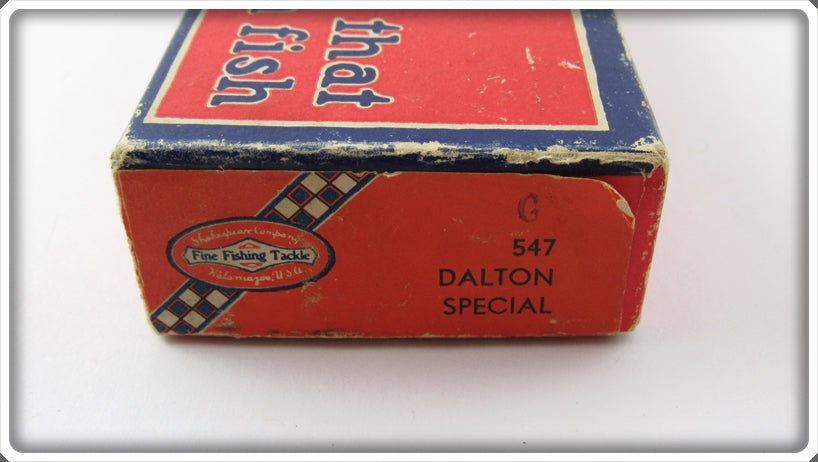 that
fish
Shakespeare Company
Fine Fishing Tackle
Kalamazoo, U.S.A.
G
547
DALTON
SPECIAL